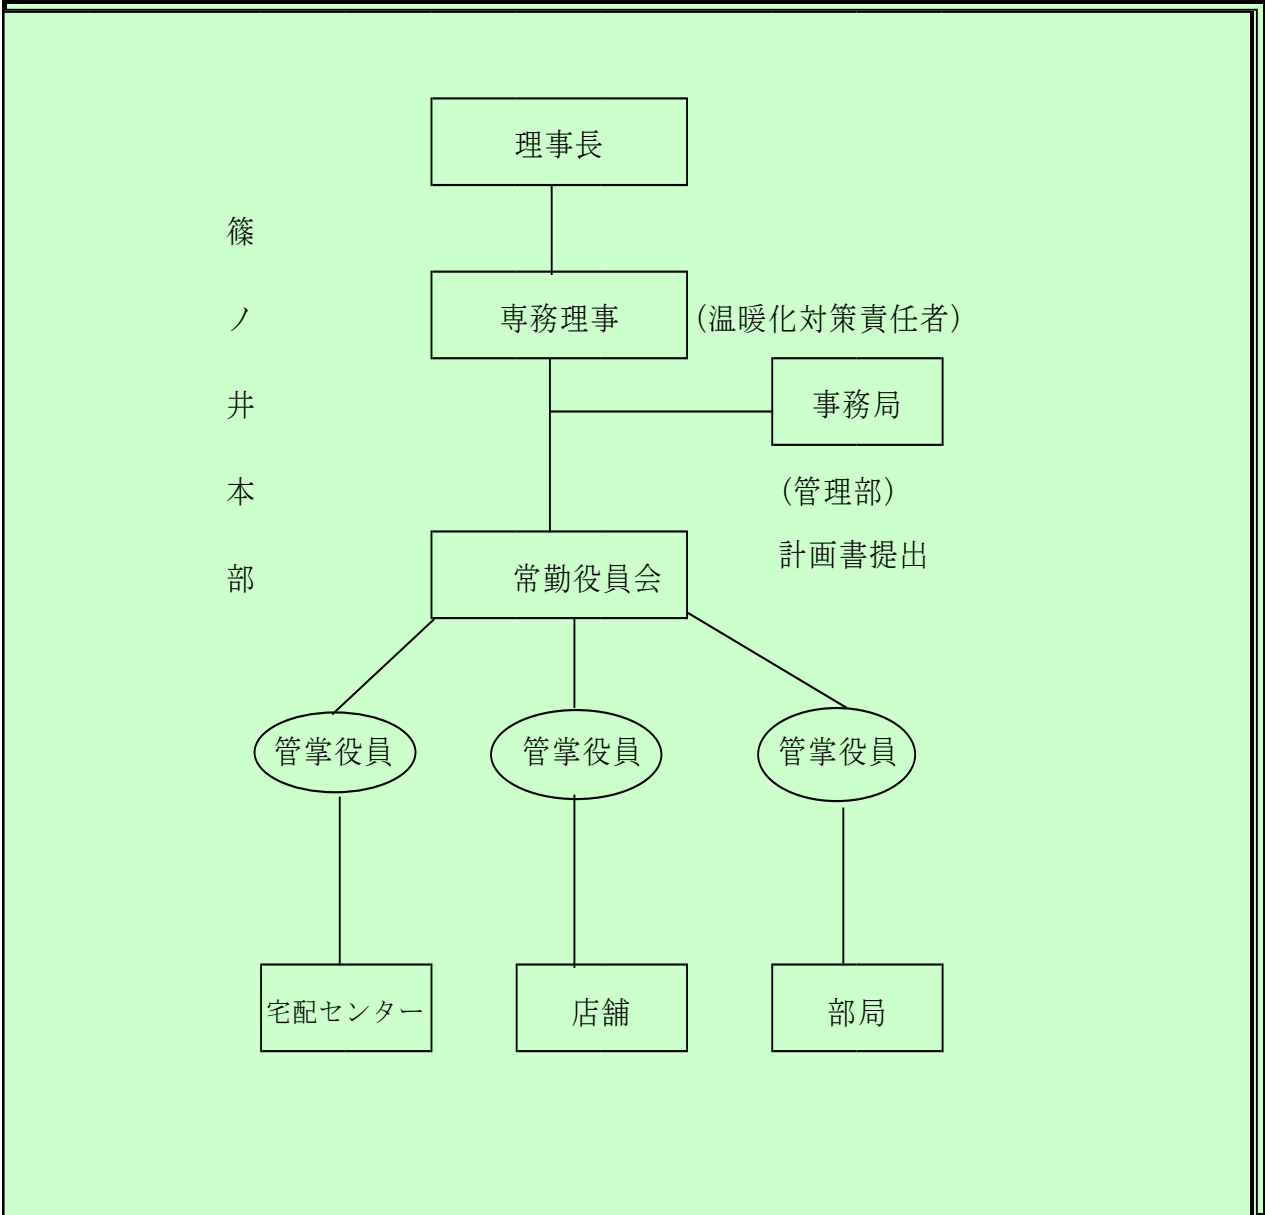 理事長
篠ノ井本部
専務理事
(温暖化対策責任者)
事務局
(管理部)
計画書提出
常勤役員会
管掌役員
管掌役員
管掌役員
宅配センター
店舗
部局